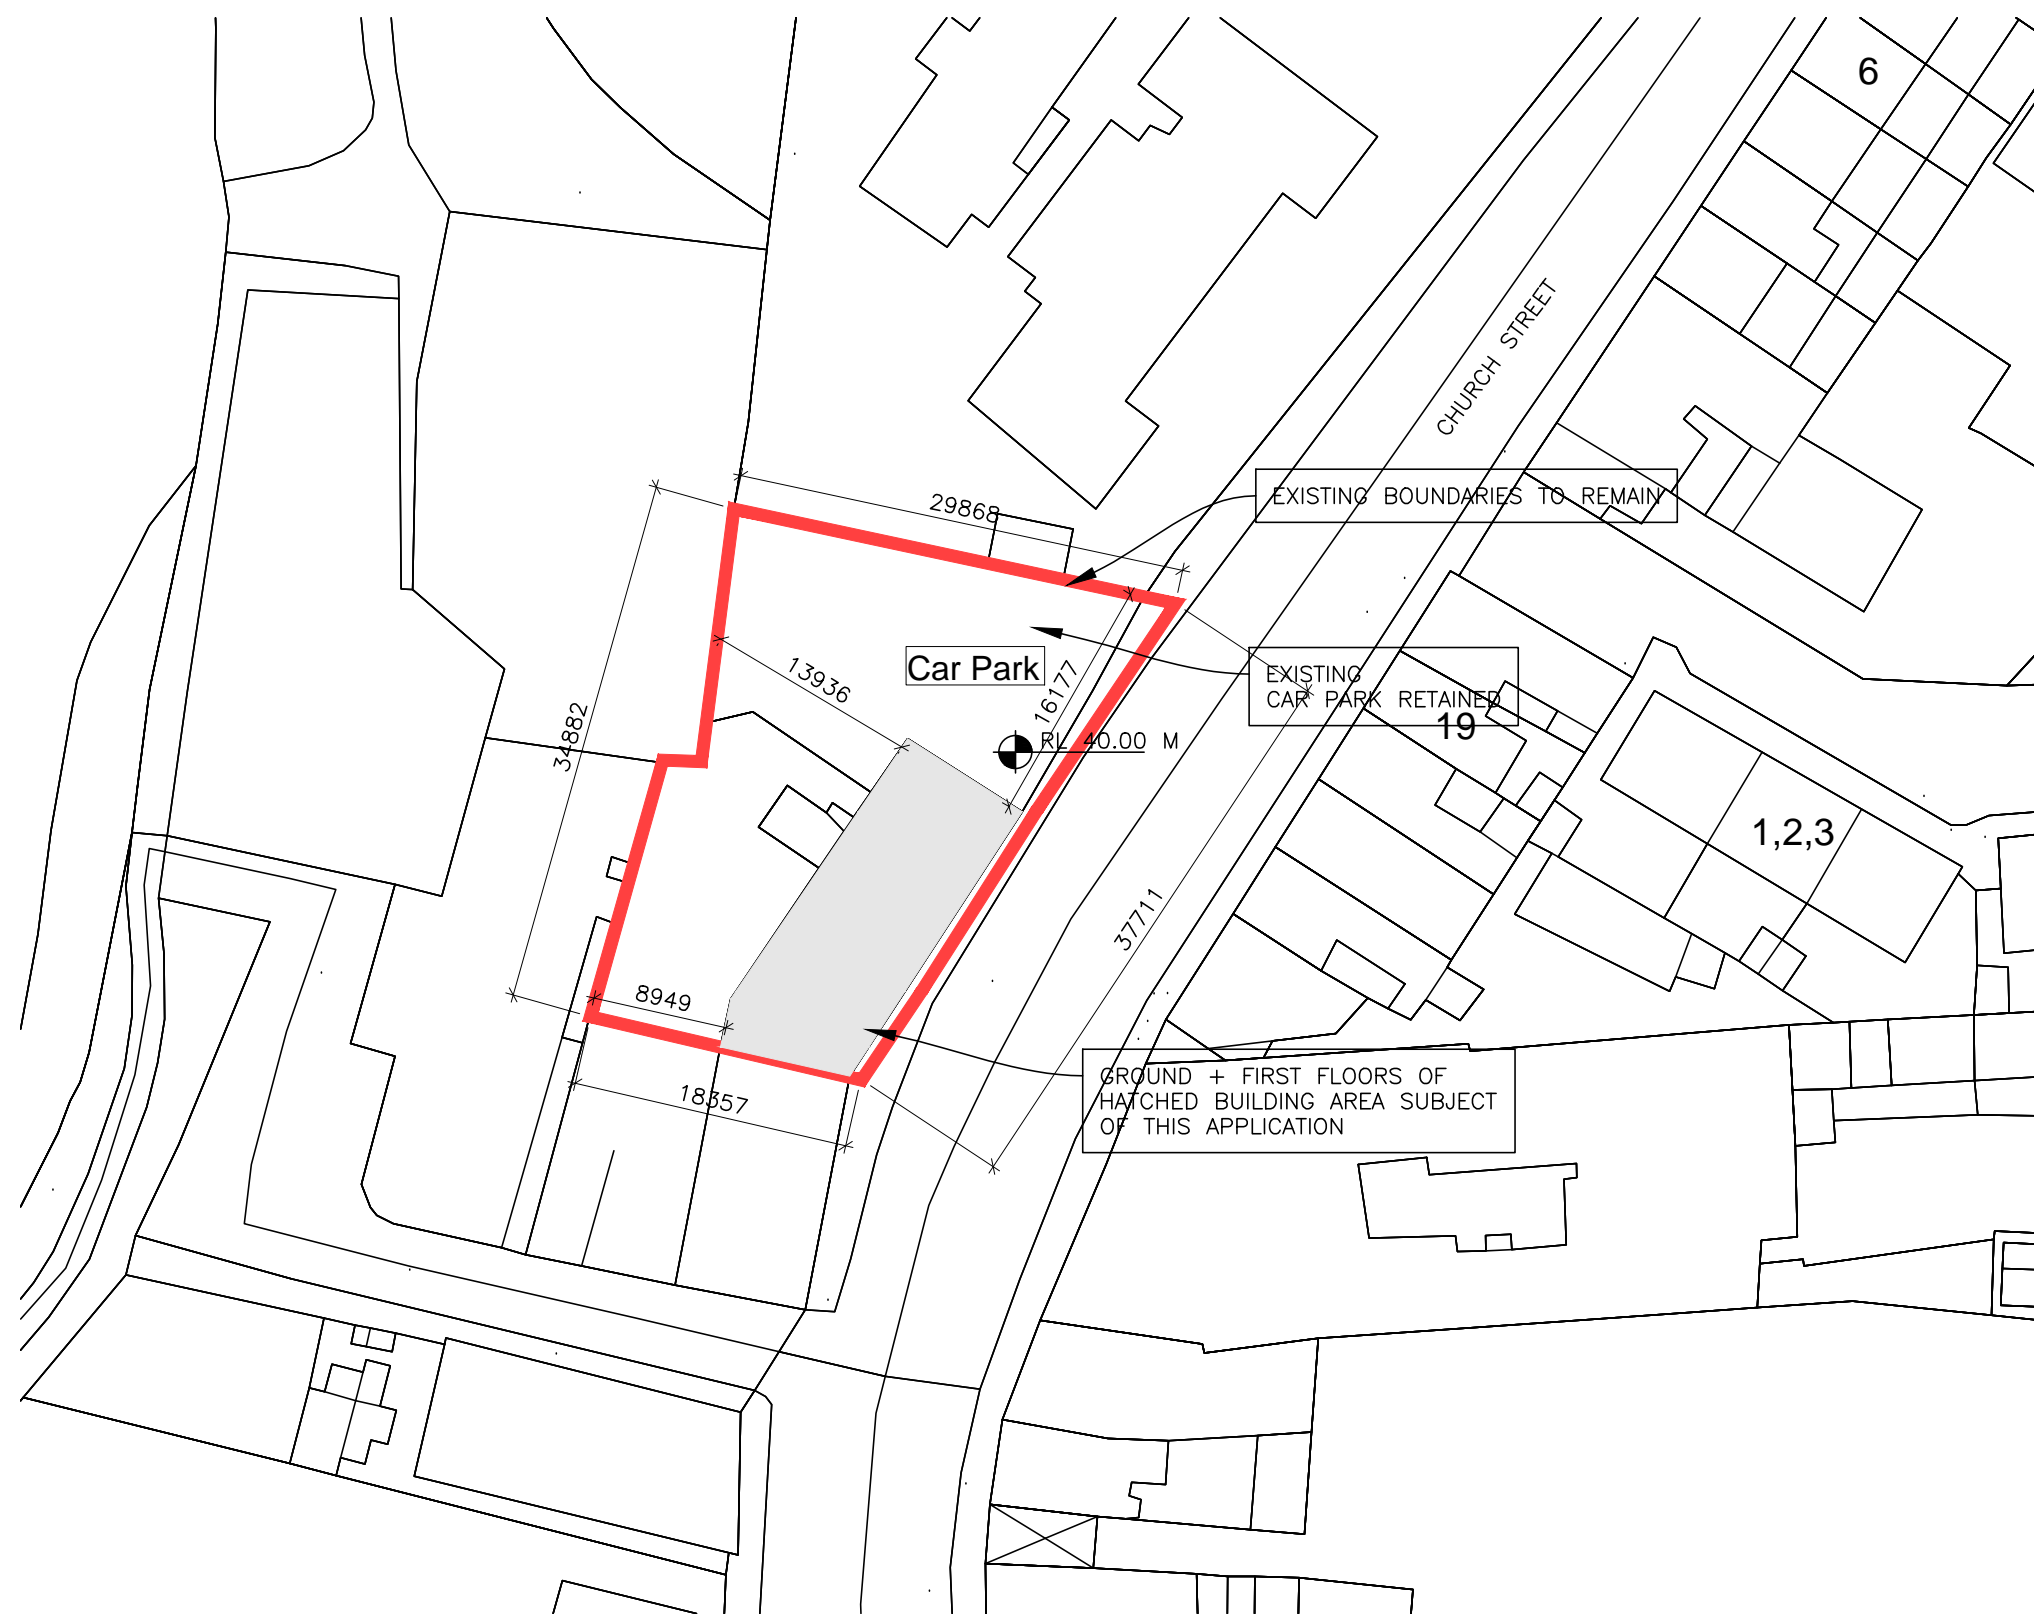 6
CHURCH STREET
EXISTING BOUNDARIES TO REMAIN
29868
Car Park
13936
16177
EXISTING
CAR PARK RETAINED
19
34882
RL 40.00 M
1,2,3
37711
8949
GROUND + FIRST FLOORS OF
HATCHED BUILDING AREA SUBJECT
OF THIS APPLICATION
18357